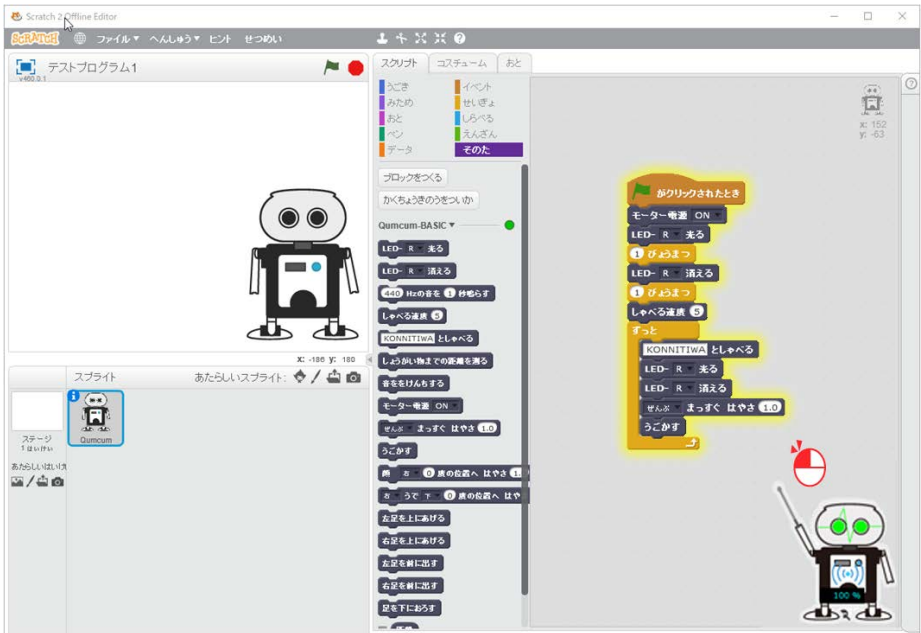 Scratch 2 Offline Editor
SCRATCH ファイル▼ へんしゅう▼ ヒント せつめい
テストプログラム1
v460.0.1
スクリプト コスチューム おと
うごき イベント
みため せいぎょ
おと しらべる
ペン えんざん
データ そのた
ブロックをつくる
かくちょうきのうをついか
Qumcum-BASIC▼
LED- R 光る
LED- R 消える
440 Hzの音を 1 秒鳴らす
しゃべる速度 5
KONNITIWA としゃべる
しょうがい物までの距離を測る
音ををけんちする
モーター電源 ON
ぜんぶ まっすぐ はやさ 1.0
うごかす
腕 右 0 度の位置へ はやさ 1.
右 うで 下 0 度の位置へ はや
左足を上にあげる
右足を上にあげる
左足を前に出す
右足を前に出す
足を下におろす
x: 152
y: -63
がクリックされたとき
モーター電源 ON
LED- R 光る
1 びょうまつ
LED- R 消える
1 びょうまつ
しゃべる速度 5
ずっと
KONNITIWA としゃべる
LED- R 光る
LED- R 消える
ぜんぶ まっすぐ はやさ 1.0
うごかす
100 %
X: -186 y: 180
スプライト あたらしいスプライト:
ステージ
1 はいけい
あたらしいはいけ
Qumcum